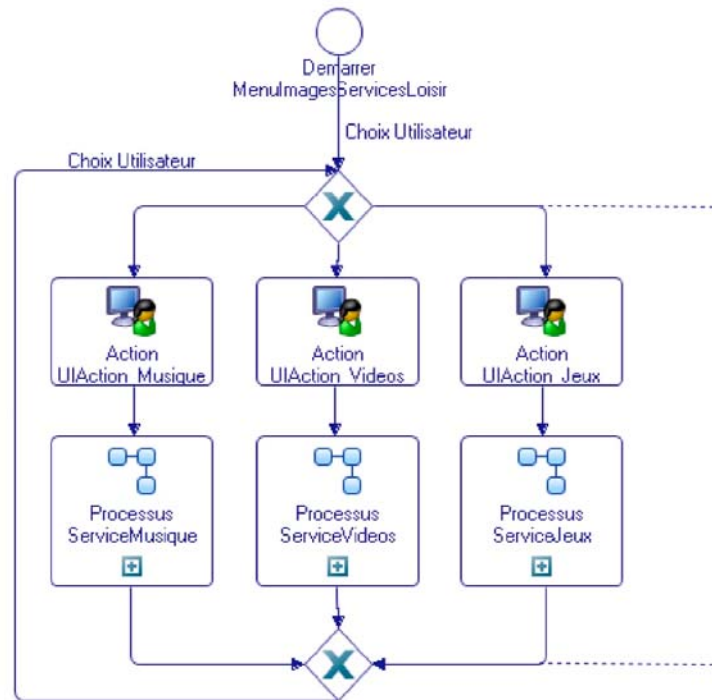 Demarrer
MenuImagesServicesLoisir
Choix Utilisateur
Choix Utilisateur
X
Action
UIAction_Musique
Action
UIAction_Videos
Action
UIAction_Jeux
Processus
ServiceMusique
Processus
ServiceVideos
Processus
ServiceJeux
X